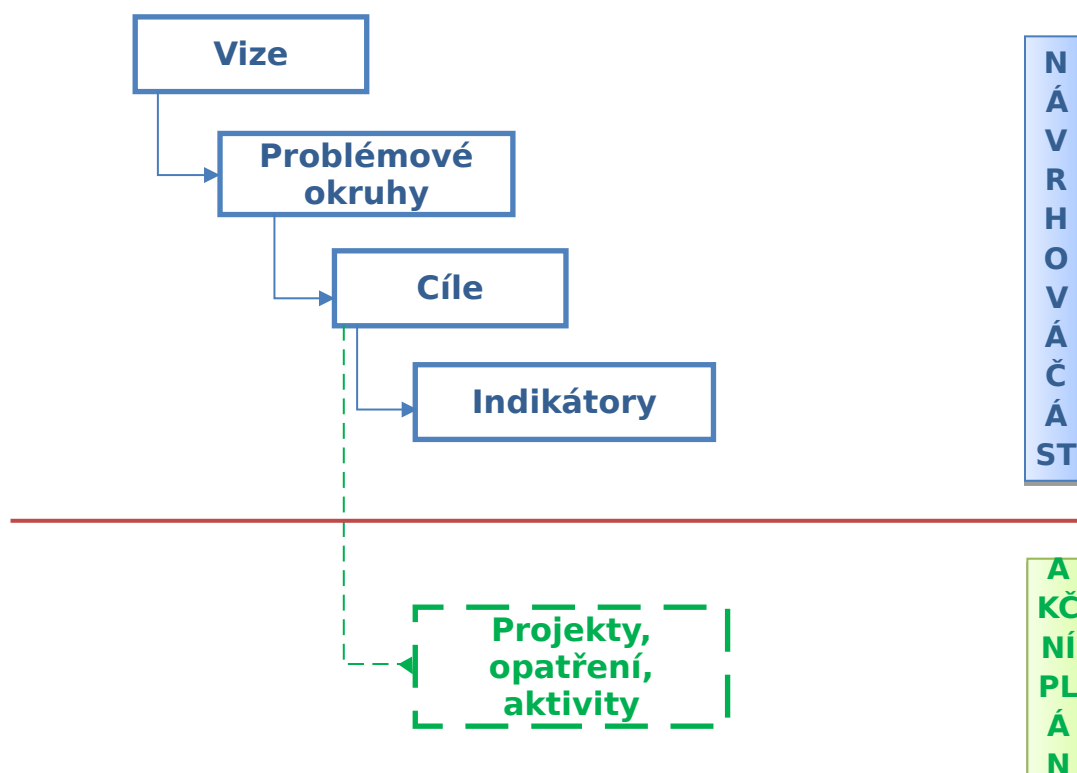 Vize
Problémové
okruhy
Cíle
Indikátory
N
Á
V
R
H
O
V
Á
Č
Á
ST
Projekty,
opatření,
aktivity
A
KČ
NÍ
PL
Á
N